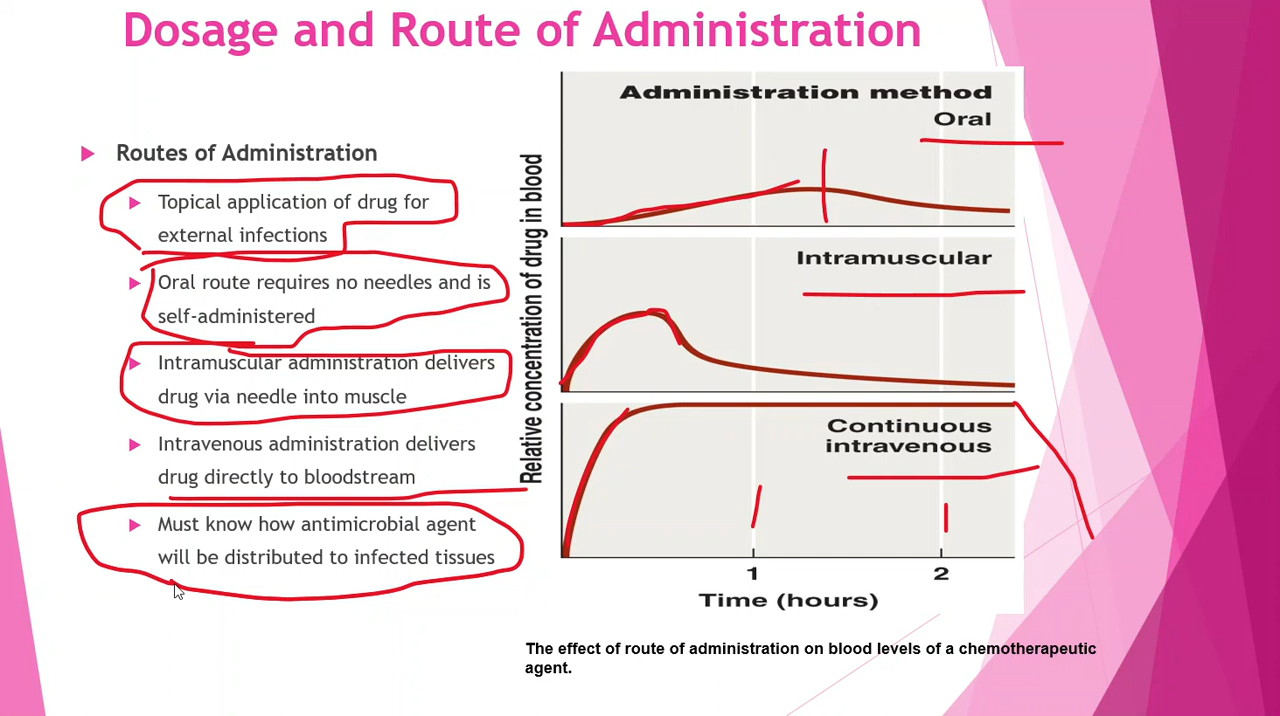 Dosage and Route of Administration
Routes of Administration
Topical application of drug for
external infections
Oral route requires no needles and is
self-administered
Intramuscular administration delivers
drug via needle into muscle
Intravenous administration delivers
drug directly to bloodstream
Must know how antimicrobial agent
will be distributed to infected tissues
Relative concentration of drug in blood
Administration method
Oral
Intramuscular
Continuous
intravenous
1 2
Time (hours)
The effect of route of administration on blood levels of a chemotherapeutic
agent.